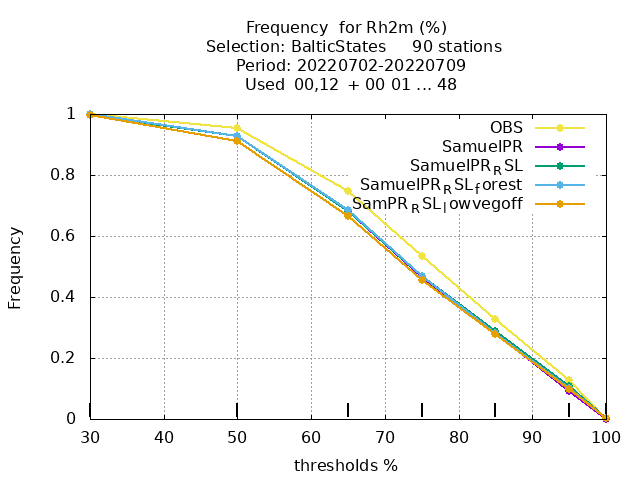 Frequency for Rh2m (%)
Selection: BalticStates 90 stations
Period: 20220702-20220709
Used 00,12 + 00 01 ... 48
1
0.8
0.6
0.4
0.2
0
Frequency
OBS
SamuelPR
SamuelPR_RSL
SamuelPR_RSL_forest
SamPR_RSL_lowvegoff
30 40 50 60 70 80 90 100
thresholds %